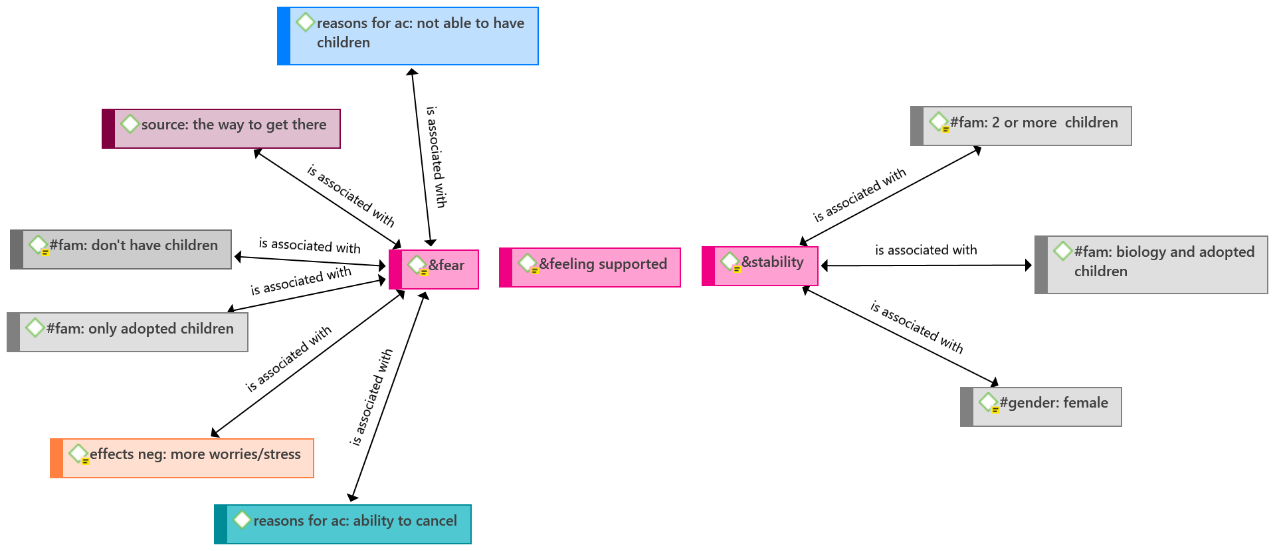 reasons for ac: not able to have
children
is associated with
source: the way to get there
#fam: 2 or more  children
is associated with
is associated with
#fam: don't have children
is associated with
&fear
&feeling supported
&stability
is associated with
#fam: biology and adopted
children
is associated with
#fam: only adopted children
is associated with
is associated with
is associated with
#gender: female
effects neg: more worries/stress
reasons for ac: ability to cancel